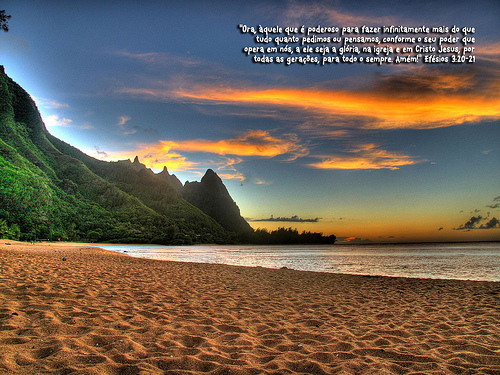 "Ora, àquele que é poderoso para fazer infinitamente mais do que
tudo quanto pedimos ou pensamos, conforme o seu poder que
opera em nós, a ele seja a glória, na igreja e em Cristo Jesus, por
todas as gerações, para todo o sempre. Amém!" Efésios 3.20-21